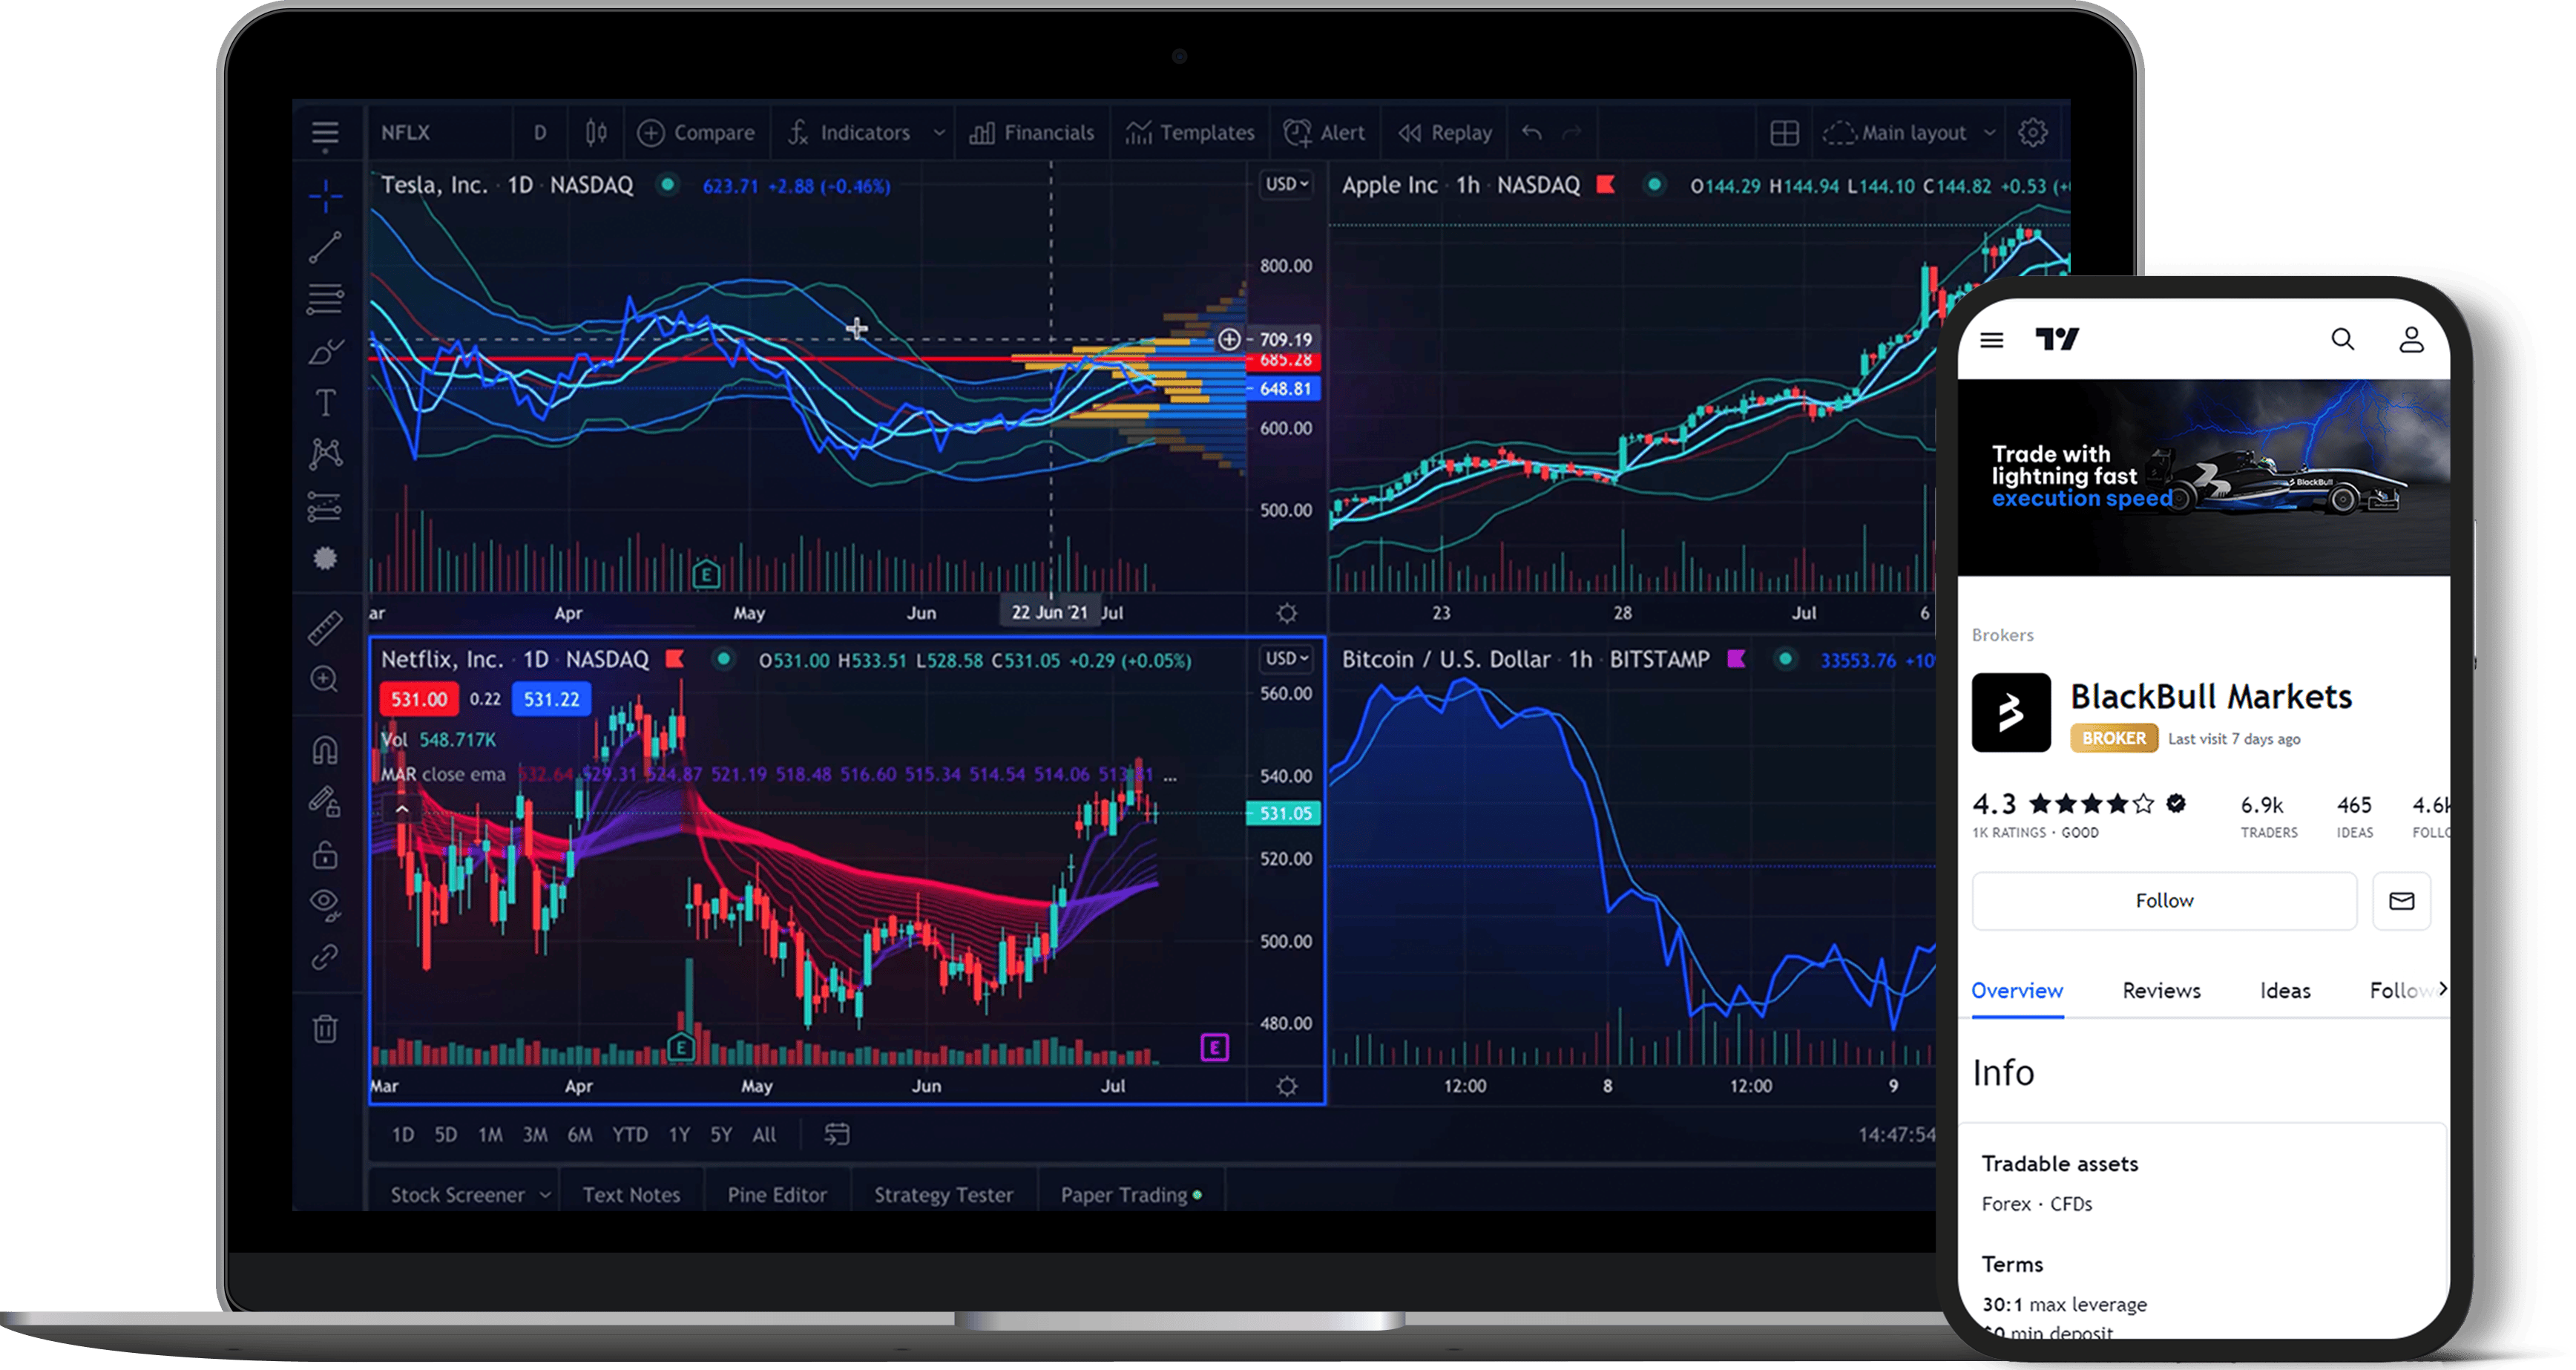 NFLX D Compare Indicators Financials Templates Alert Replay Main layout
Tesla, Inc. · 1D · NASDAQ 623.71 +2.88 (+0.46%) USD
800.00
709.19
685.28
648.81
600.00
500.00
E
ar Apr May Jun 22 Jun '21 Jul
Apple Inc · 1h · NASDAQ O144.29 H144.94 L144.10 C144.82 +0.53
23 28 Jul 6
Netflix, Inc. · 1D · NASDAQ O531.00 H533.51 L528.58 C531.05 +0.29 (+0.05%) USD
531.00 0.22 531.22
Vol 548.717K
MAR close ema 532.64 529.31 524.87 521.19 518.48 516.60 515.34 514.54 514.06 ...
560.00
540.00
531.05
520.00
500.00
480.00
E E
Mar Apr May Jun Jul
Bitcoin / U.S. Dollar · 1h · BITSTAMP 33553.76
12:00 8 12:00 9
1D 5D 1M 3M 6M YTD 1Y 5Y All
14:47:54
Stock Screener Text Notes Pine Editor Strategy Tester Paper Trading
Trade with
lightning fast
execution speed
BlackBull
Brokers
BlackBull Markets
BROKER Last visit 7 days ago
4.3 6.9k 465 4.6k
1K RATINGS · GOOD TRADERS IDEAS FOLLO
Follow
Overview Reviews Ideas Follow
Info
Tradable assets
Forex · CFDs
Terms
30:1 max leverage
$0 min deposit